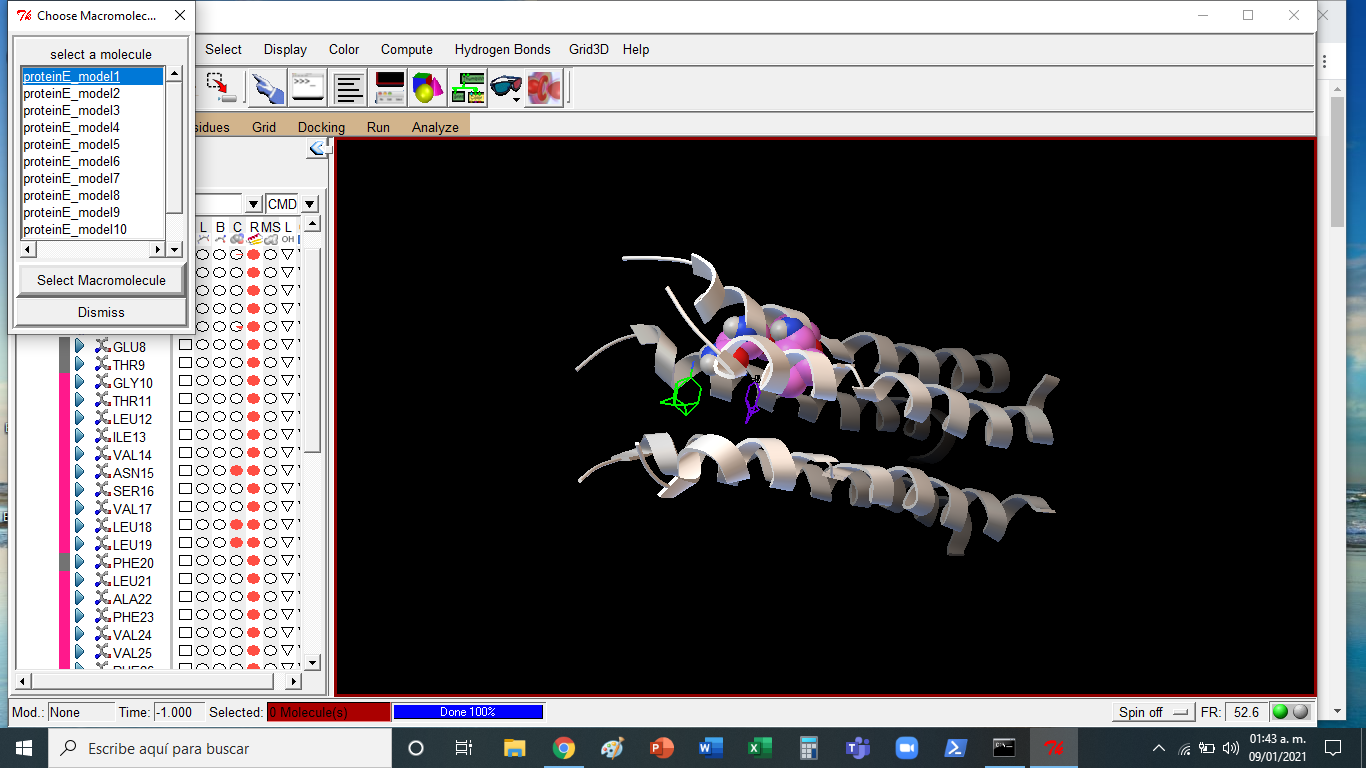 Choose Macromolec...
select a molecule
proteinE_model1
proteinE_model2
proteinE_model3
proteinE_model4
proteinE_model5
proteinE_model6
proteinE_model7
proteinE_model8
proteinE_model9
proteinE_model10
Select Macromolecule
Dismiss
Select Display Color Compute Hydrogen Bonds Grid3D Help
>>>
sidues Grid Docking Run Analyze
CMD
L B C R MS L
OH
GLU8
THR9
GLY10
THR11
LEU12
ILE13
VAL14
ASN15
SER16
VAL17
LEU18
LEU19
PHE20
LEU21
ALA22
PHE23
VAL24
VAL25
Mod.: None Time: -1.000 Selected: 0 Molecule(s) Done 100% Spin off FR: 52.6
Escribe aquí para buscar
01:43 a. m.
09/01/2021